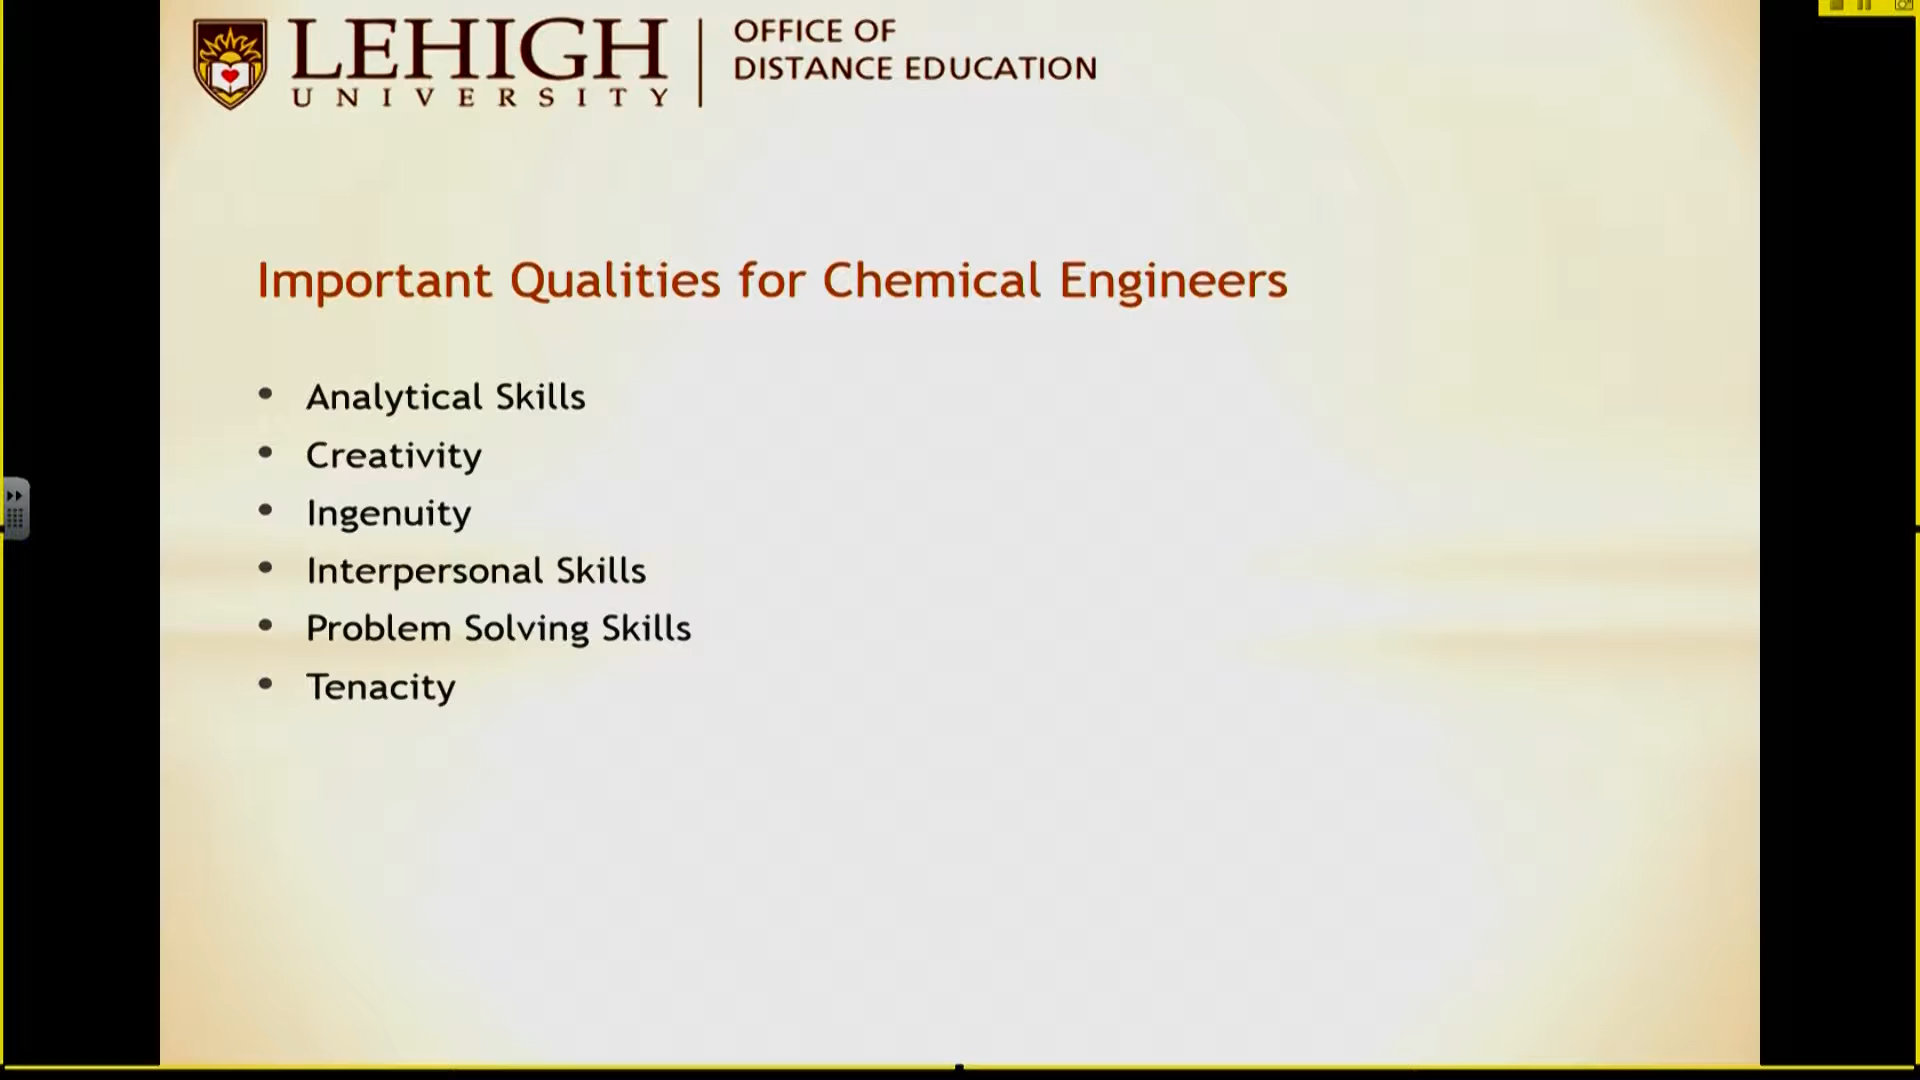 LEHIGH
UNIVERSITY
OFFICE OF
DISTANCE EDUCATION
Important Qualities for Chemical Engineers
• Analytical Skills
• Creativity
• Ingenuity
• Interpersonal Skills
• Problem Solving Skills
• Tenacity